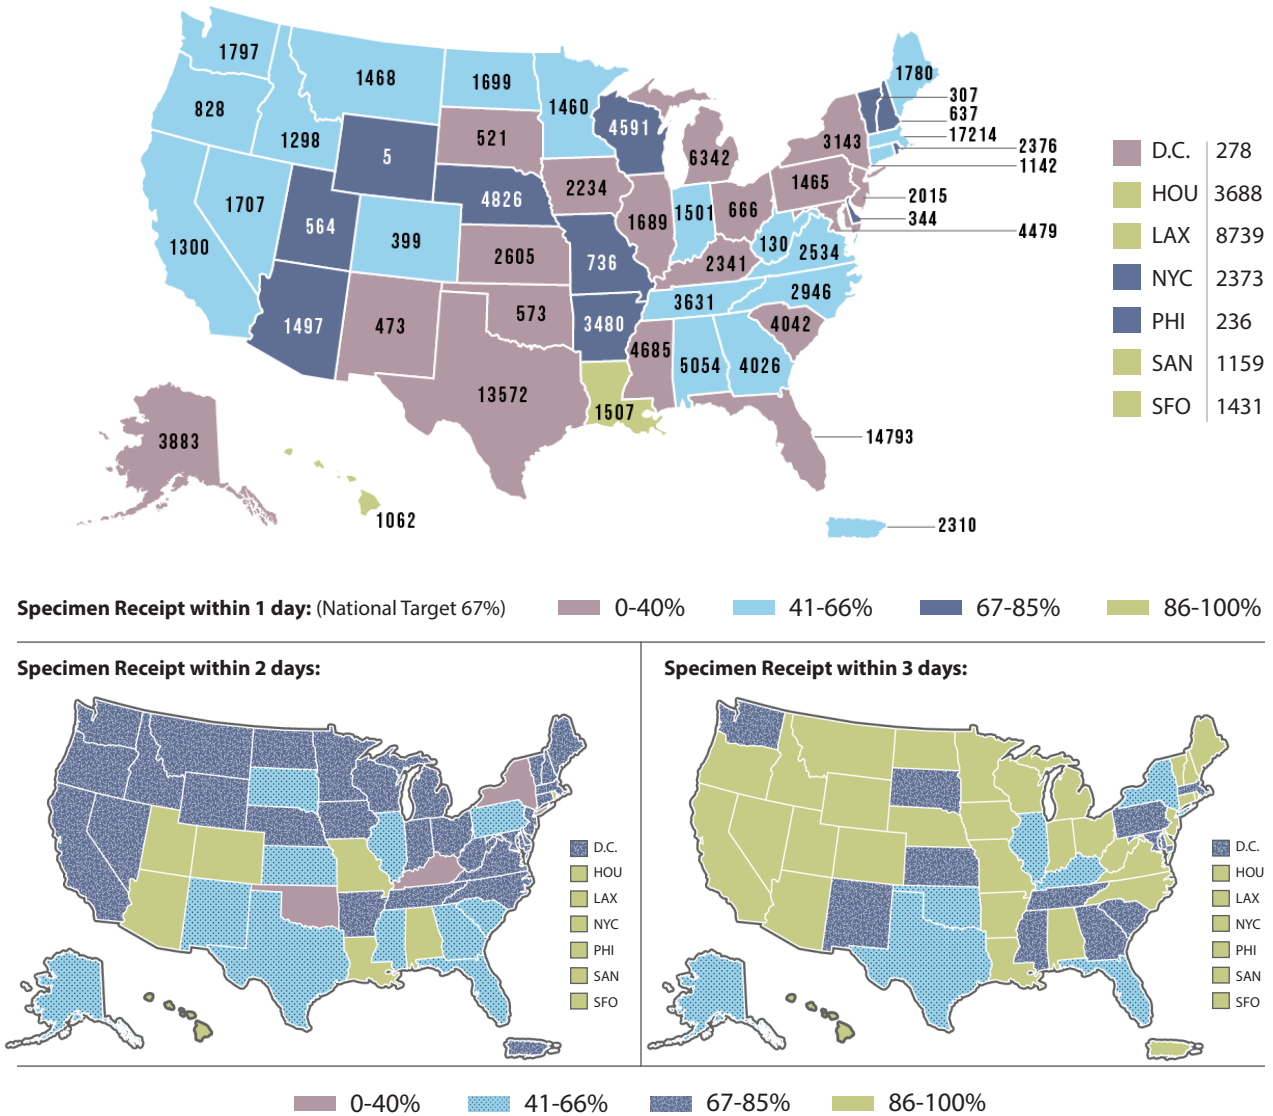 1797
1468
1699
1460
4591
1780
307
637
17214
2376
1142
828
1298
5
521
6342
3143
4826
2234
1465
2015
344
4479
1707
564
399
1689
1501
666
130
2534
1300
2605
736
2341
2946
3631
1497
473
573
3480
4685
5054
4026
4042
13572
1507
14793
3883
1062
2310
D.C. 278
HOU 3688
LAX 8739
NYC 2373
PHI 236
SAN 1159
SFO 1431
Specimen Receipt within 1 day: (National Target 67%) 0-40% 41-66% 67-85% 86-100%
Specimen Receipt within 2 days:
D.C.
HOU
LAX
NYC
PHI
SAN
SFO
Specimen Receipt within 3 days:
D.C.
HOU
LAX
NYC
PHI
SAN
SFO
0-40% 41-66% 67-85% 86-100%